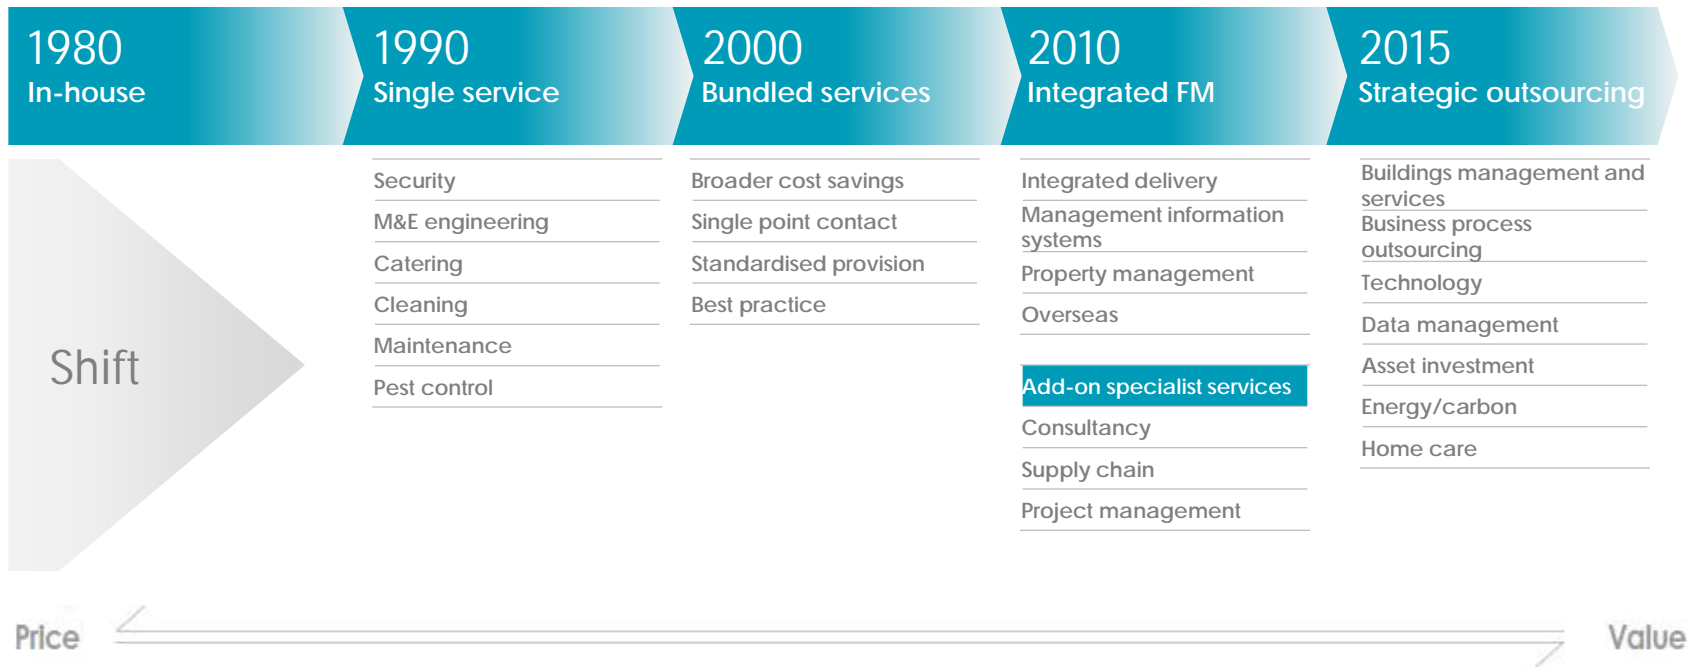 1980
In-house
1990
Single service
2000
Bundled services
2010
Integrated FM
2015
Strategic outsourcing
Shift
Security
M&E engineering
Catering
Cleaning
Maintenance
Pest control
Broader cost savings
Single point contact
Standardised provision
Best practice
Integrated delivery
Management information
systems
Property management
Overseas
Add-on specialist services
Consultancy
Supply chain
Project management
Buildings management and
services
Business process
outsourcing
Technology
Data management
Asset investment
Energy/carbon
Home care
Price
Value